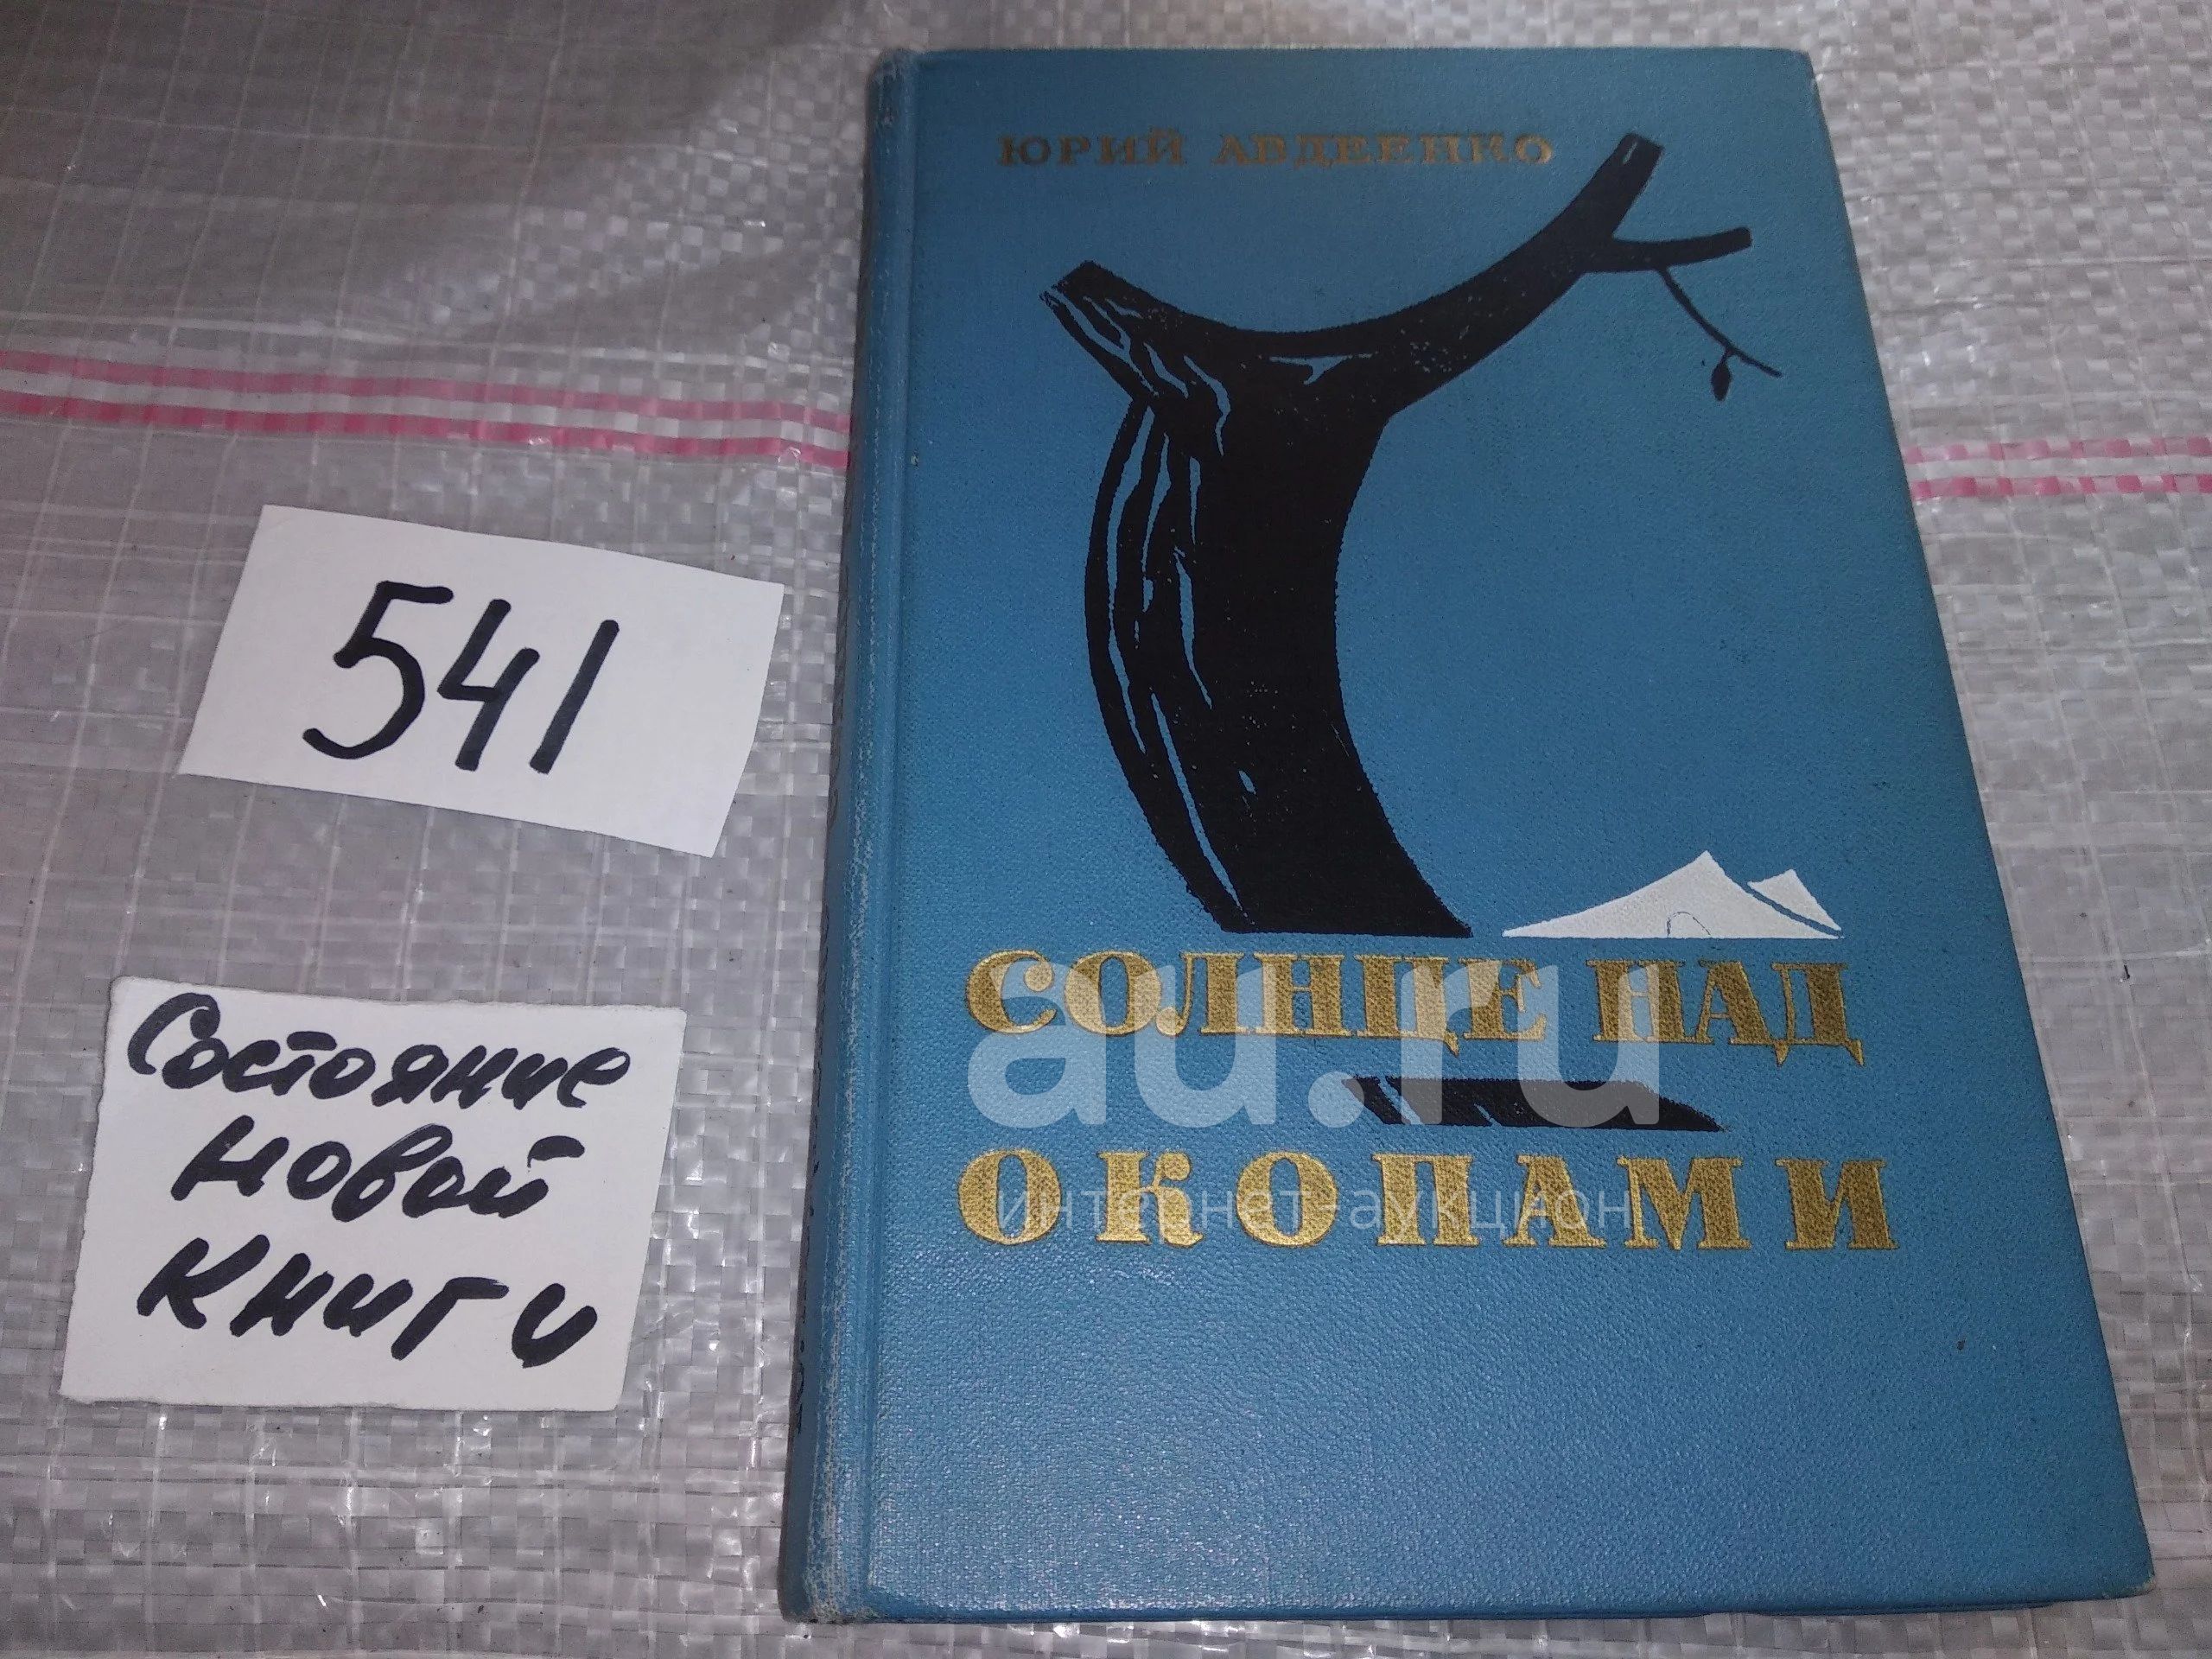 ЮРИЙ АВДЕЕНКО
541
СОЛНЦЕ НАД
ОКОПАМИ
au.ru
интернет-аукцион
Состояние
новой
книги